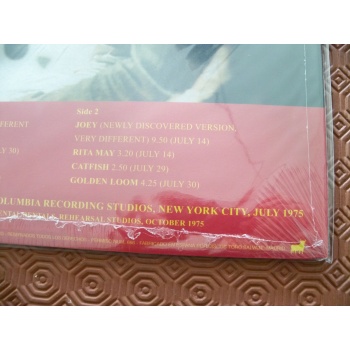 Side 2
FERENT
JOEY (NEWLY DISCOVERED VERSION,
VERY DIFFERENT) 9.50 (JULY 14)
Y 30)
RITA MAY 3.20 (JULY 14)
CATFISH 2.50 (JULY 29)
GOLDEN LOOM 4.25 (JULY 30)
OLUMBIA RECORDING STUDIOS, NEW YORK CITY, JULY 1975
REHEARSAL STUDIOS, OCTOBER 1975